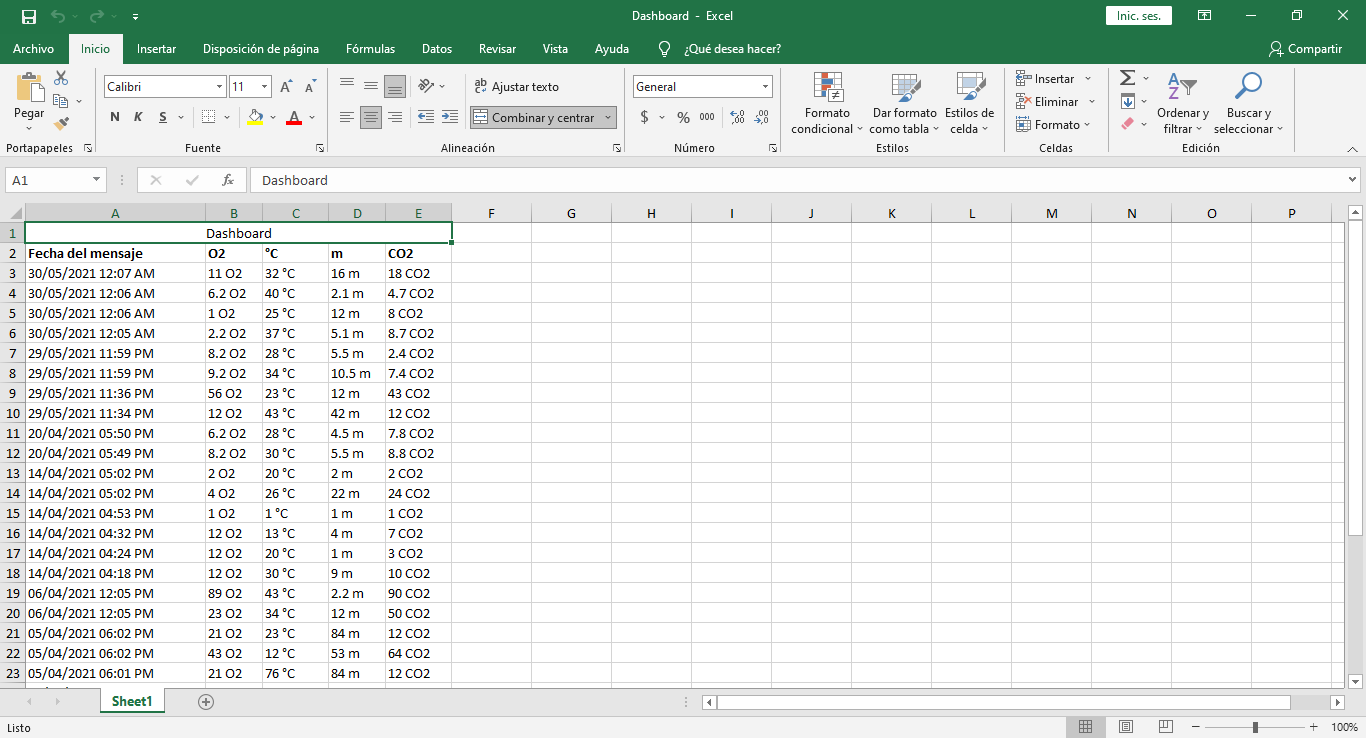 Dashboard - Excel
Inic. ses.
Archivo Inicio Insertar Disposición de página Fórmulas Datos Revisar Vista Ayuda ¿Qué desea hacer? Compartir
Pegar
Portapapeles
Calibri 11
N K S
A
Fuente
Ajustar texto
Combinar y centrar
Alineación
General
$ % 000
Número
Formato condicional
Dar formato como tabla
Estilos de celda
Estilos
Insertar
Eliminar
Formato
Celdas
Ordenar y filtrar
Buscar y seleccionar
Edición
A1 fx Dashboard
A B C D E F G H I J K L M N O P
1 Dashboard
2 Fecha del mensaje O2 °C m CO2
3 30/05/2021 12:07 AM 11 O2 32 °C 16 m 18 CO2
4 30/05/2021 12:06 AM 6.2 O2 40 °C 2.1 m 4.7 CO2
5 30/05/2021 12:06 AM 1 O2 25 °C 12 m 8 CO2
6 30/05/2021 12:05 AM 2.2 O2 37 °C 5.1 m 8.7 CO2
7 29/05/2021 11:59 PM 8.2 O2 28 °C 5.5 m 2.4 CO2
8 29/05/2021 11:59 PM 9.2 O2 34 °C 10.5 m 7.4 CO2
9 29/05/2021 11:36 PM 56 O2 23 °C 12 m 43 CO2
10 29/05/2021 11:34 PM 12 O2 43 °C 42 m 12 CO2
11 20/04/2021 05:50 PM 6.2 O2 28 °C 4.5 m 7.8 CO2
12 20/04/2021 05:49 PM 8.2 O2 30 °C 5.5 m 8.8 CO2
13 14/04/2021 05:02 PM 2 O2 20 °C 2 m 2 CO2
14 14/04/2021 05:02 PM 4 O2 26 °C 22 m 24 CO2
15 14/04/2021 04:53 PM 1 O2 1 °C 1 m 1 CO2
16 14/04/2021 04:32 PM 12 O2 13 °C 4 m 7 CO2
17 14/04/2021 04:24 PM 12 O2 20 °C 1 m 3 CO2
18 14/04/2021 04:18 PM 12 O2 30 °C 9 m 10 CO2
19 06/04/2021 12:05 PM 89 O2 43 °C 2.2 m 90 CO2
20 06/04/2021 12:05 PM 23 O2 34 °C 12 m 50 CO2
21 05/04/2021 06:02 PM 21 O2 23 °C 84 m 12 CO2
22 05/04/2021 06:02 PM 43 O2 12 °C 53 m 64 CO2
23 05/04/2021 06:01 PM 21 O2 76 °C 84 m 12 CO2
Sheet1
Listo
100%